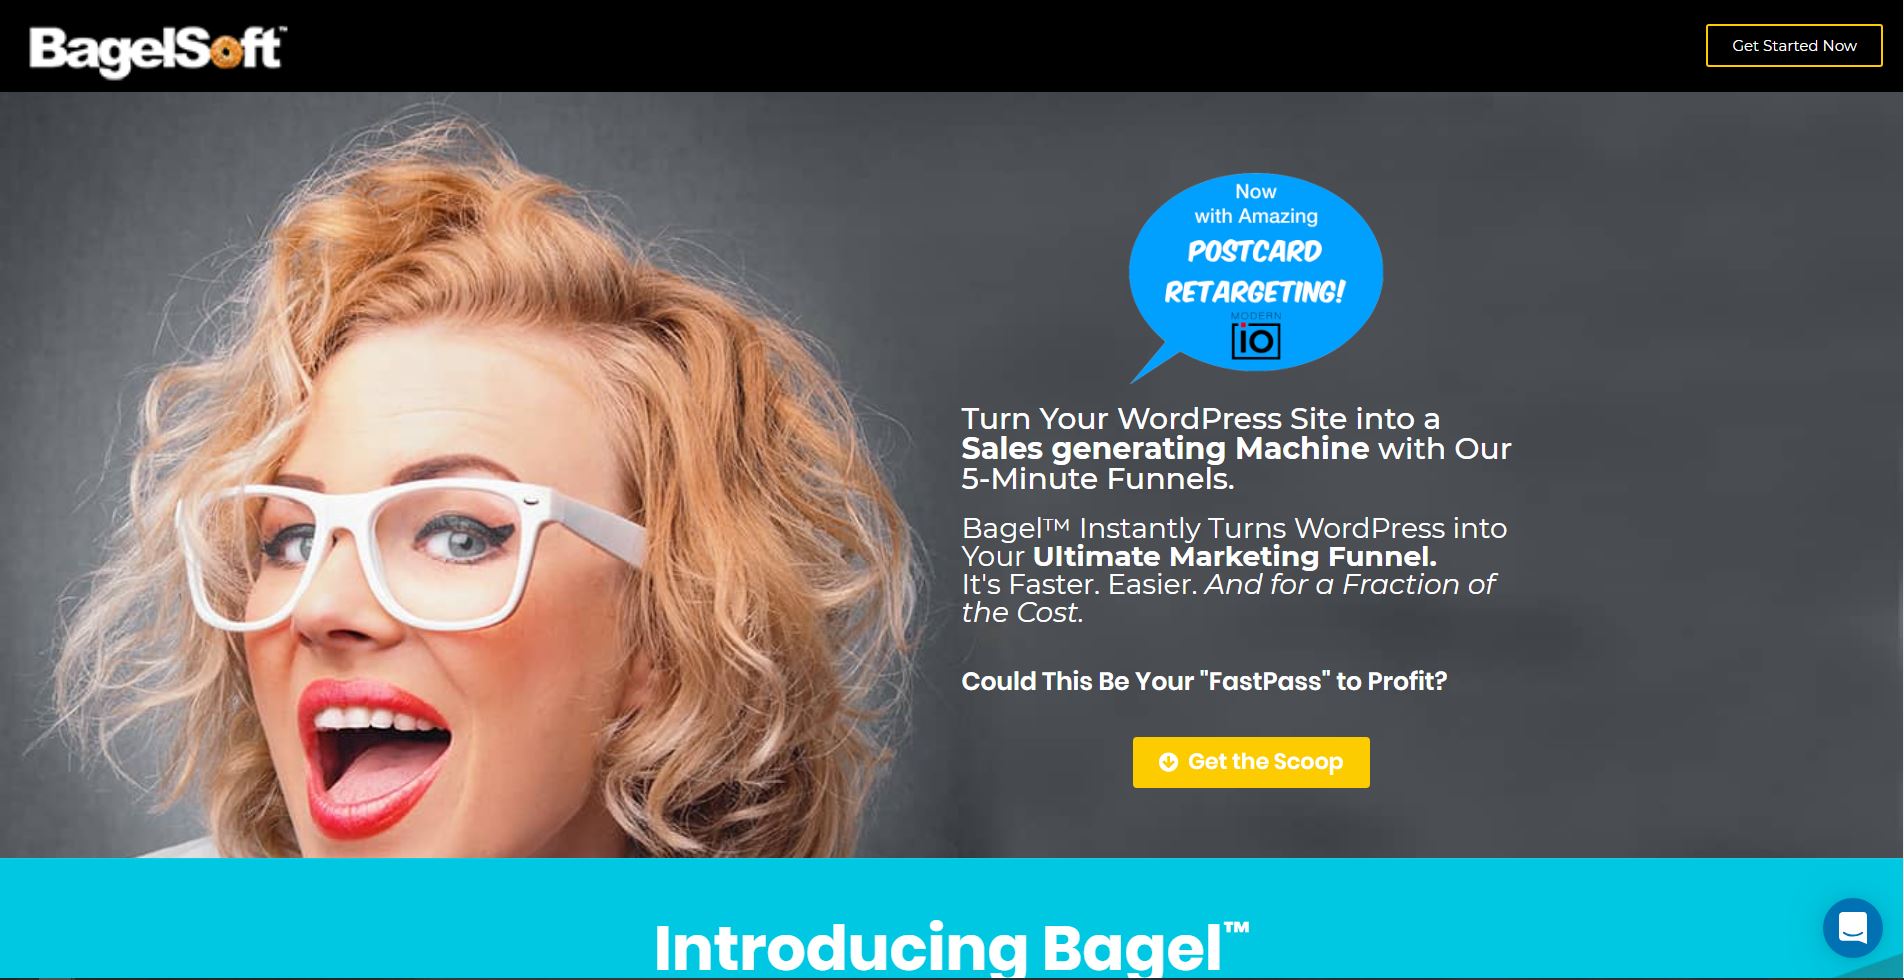 BagelSoft™
Get Started Now
Now
with Amazing
POSTCARD
RETARGETING!
MODERN
iO
Turn Your WordPress Site into a
Sales generating Machine with Our
5-Minute Funnels.
Bagel™ Instantly Turns WordPress into
Your Ultimate Marketing Funnel.
It's Faster. Easier. And for a Fraction of
the Cost.
Could This Be Your "FastPass" to Profit?
Get the Scoop
Introducing Bagel™